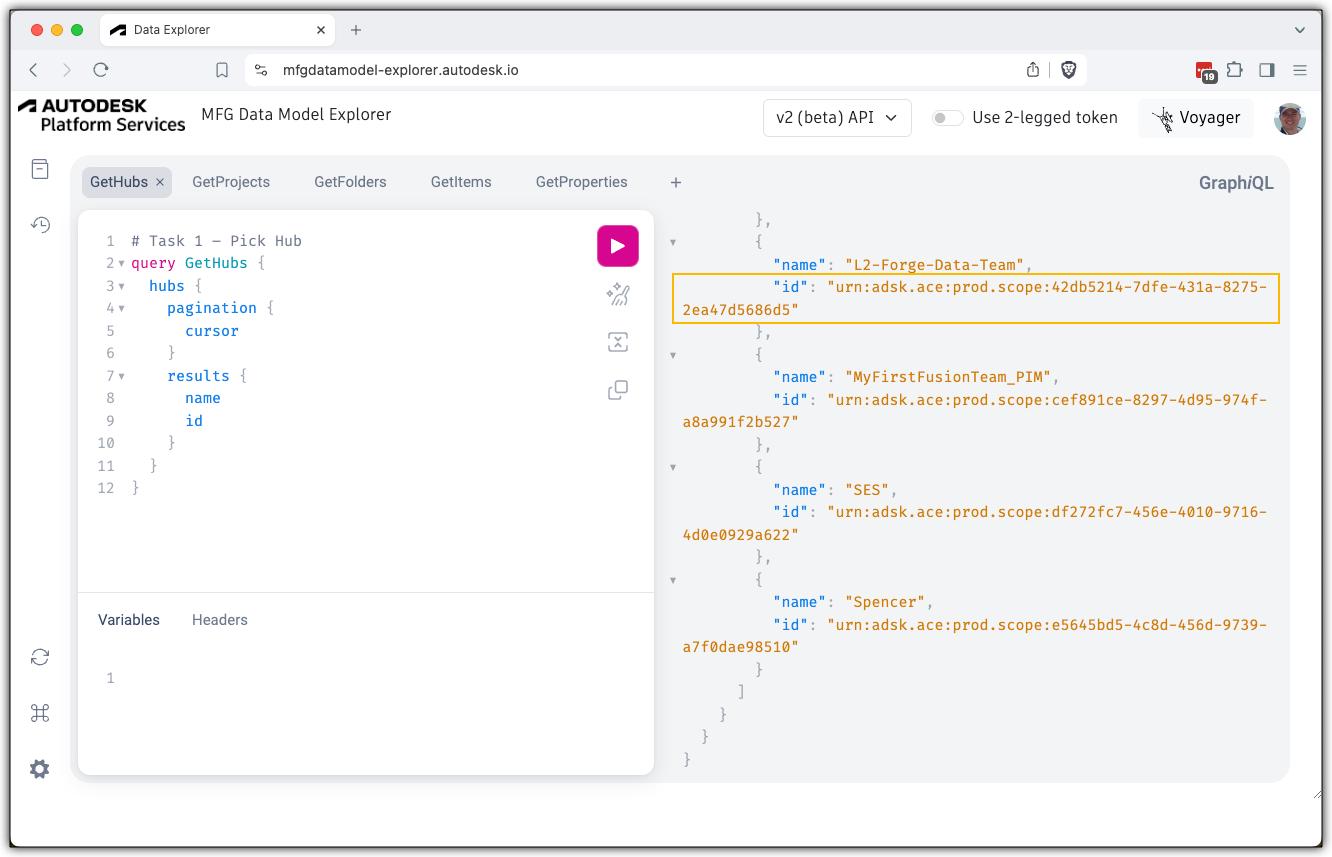 Data Explorer
mfgdatamodel-explorer.autodesk.io
19
AUTODESK
Platform Services
MFG Data Model Explorer
v2 (beta) API
Use 2-legged token
Voyager
GetHubs
GetProjects
GetFolders
GetItems
GetProperties
GraphiQL
1 # Task 1 – Pick Hub
2 query GetHubs {
3 hubs {
4 pagination {
5 cursor
6 }
7 results {
8 name
9 id
10 }
11 }
12 }
Variables
Headers
1
},
{
"name": "L2-Forge-Data-Team",
"id": "urn:adsk.ace:prod.scope:42db5214-7dfe-431a-8275-
2ea47d5686d5"
},
{
"name": "MyFirstFusionTeam_PIM",
"id": "urn:adsk.ace:prod.scope:cef891ce-8297-4d95-974f-
a8a991f2b527"
},
{
"name": "SES",
"id": "urn:adsk.ace:prod.scope:df272fc7-456e-4010-9716-
4d0e0929a622"
},
{
"name": "Spencer",
"id": "urn:adsk.ace:prod.scope:e5645bd5-4c8d-456d-9739-
a7f0dae98510"
}
]
}
}
}